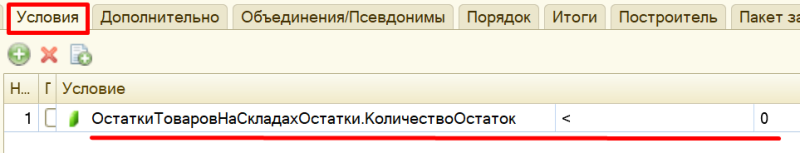 Условия Дополнительно Объединения/Псевдонимы Порядок Итоги Построитель Пакет за
Н... Г Условие
1 ОстаткиТоваровНаСкладахОстатки.КоличествоОстаток < 0